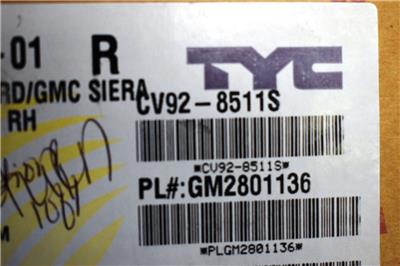 -01 R
TYC
RD/GMC SIERA
CV92-8511S
RH
*CV92-8511S*
PL#:GM2801136
M
*PLGM2801136*